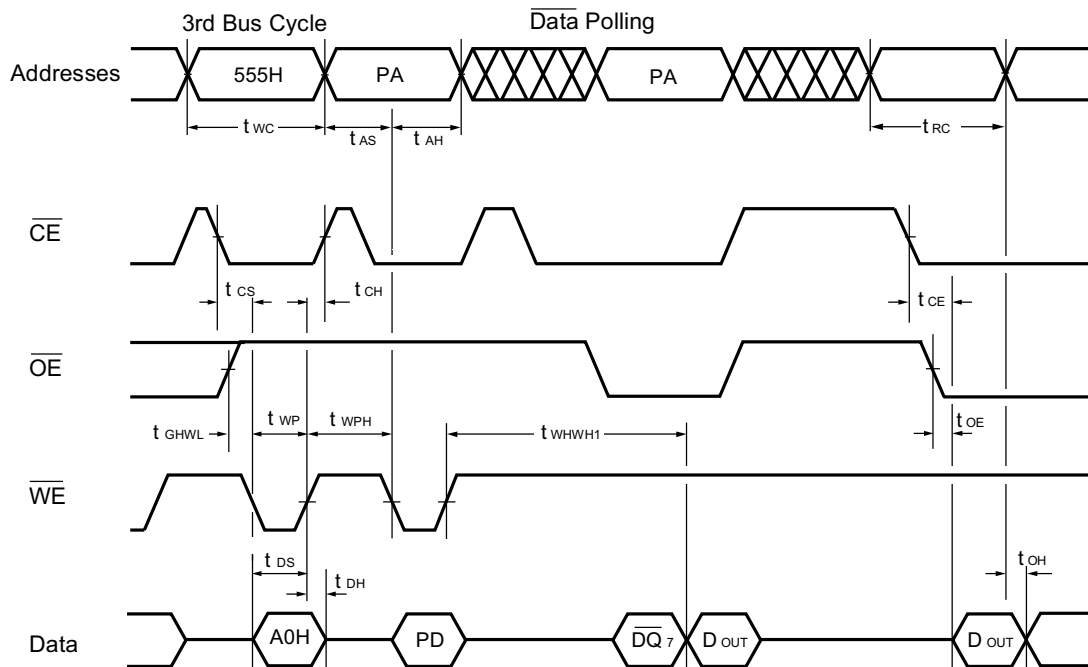 3rd Bus Cycle
Data Polling
Addresses
555H
PA
PA
t WC
t AS
t AH
t RC
CE
t CS
t CH
t CE
OE
t GHWL
t WP
t WPH
t WHWH1
t OE
WE
t DS
t DH
t OH
Data
A0H
PD
DQ 7
D OUT
D OUT